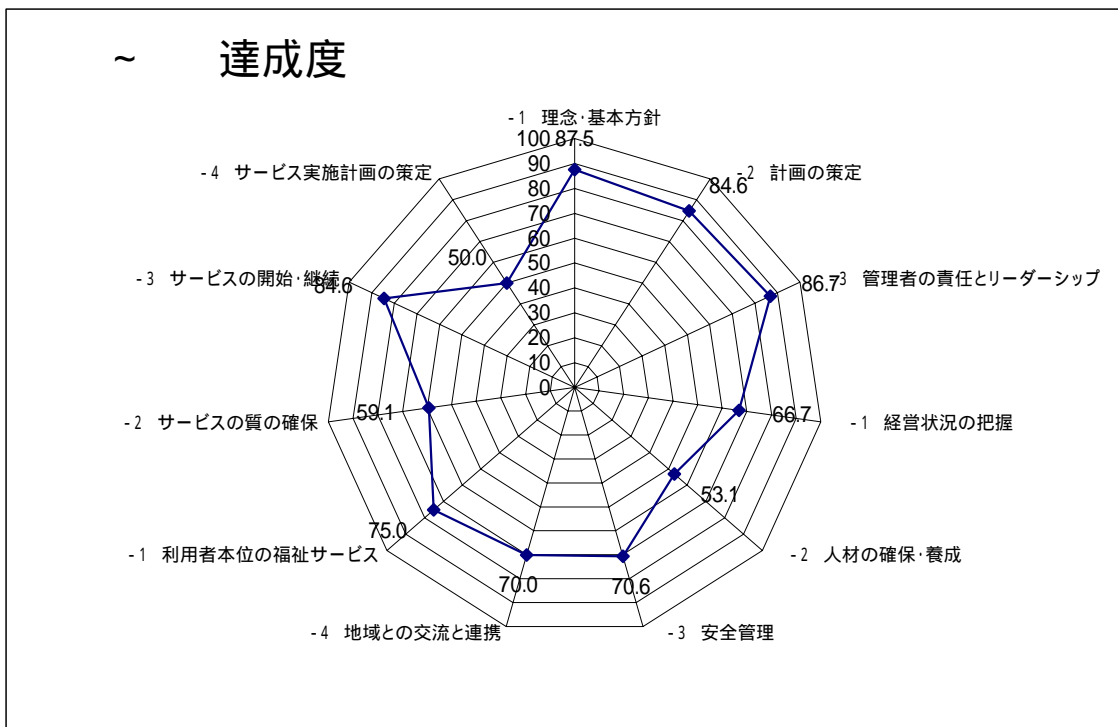 ~ 達成度
-1 理念･基本方針
87.5
-2 計画の策定
84.6
-3 管理者の責任とリーダーシップ
86.7
-1 経営状況の把握
66.7
-2 人材の確保･養成
53.1
-3 安全管理
70.6
-4 地域との交流と連携
70.0
-1 利用者本位の福祉サービス
75.0
-2 サービスの質の確保
59.1
-3 サービスの開始･継続
84.6
-4 サービス実施計画の策定
50.0
100
90
80
70
60
50
40
30
20
10
0